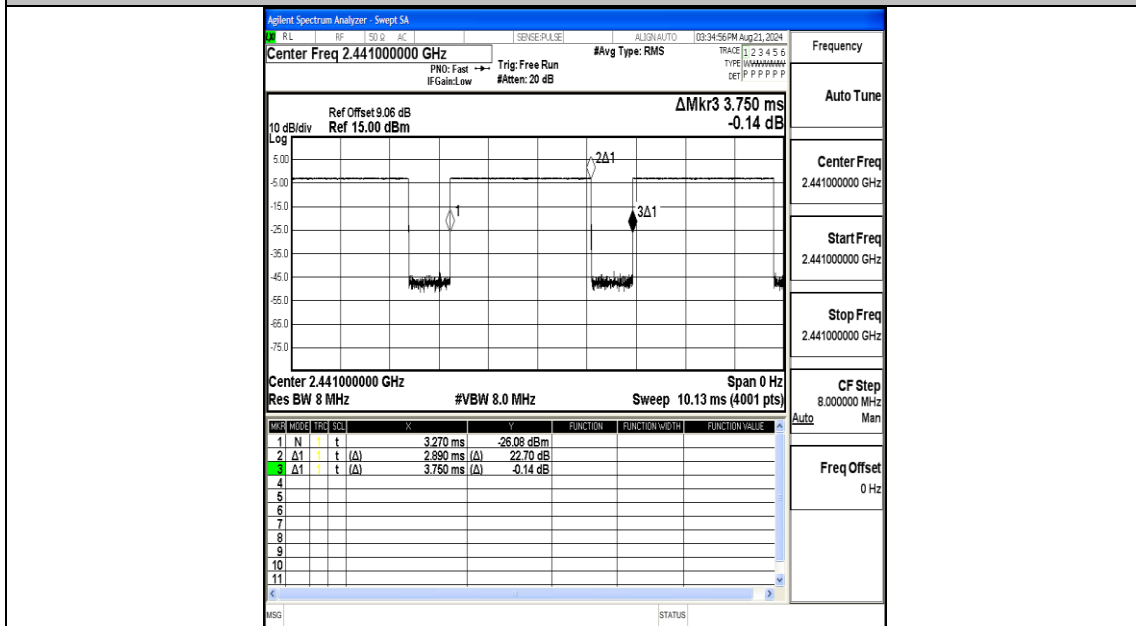 Agilent Spectrum Analyzer - Swept SA
RL RF 50 Ω AC SENSE:PULSE ALIGNAUTO 03:34:56PM Aug21, 2024
Center Freq 2.441000000 GHz #Avg Type: RMS TRACE 1 2 3 4 5 6
PNO: Fast Trig: Free Run TYPE
IFGain:Low #Atten: 20 dB DET P P P P P P
Ref Offset 9.06 dB ΔMkr3 3.750 ms
10 dB/div Ref 15.00 dBm -0.14 dB
Log
5.00
-5.00
-15.0
-25.0
-35.0
-45.0
-55.0
-65.0
-75.0
2Δ1
1
3Δ1
Center 2.441000000 GHz Span 0 Hz
Res BW 8 MHz #VBW 8.0 MHz Sweep 10.13 ms (4001 pts)
MKR MODE TRC SCL X Y FUNCTION FUNCTION WIDTH FUNCTION VALUE
1 N 1 t 3.270 ms -26.08 dBm
2 Δ1 1 t (Δ) 2.890 ms (Δ) 22.70 dB
3 Δ1 1 t (Δ) 3.750 ms (Δ) -0.14 dB
4
5
6
7
8
9
10
11
MSG STATUS
Frequency
Auto Tune
Center Freq
2.441000000 GHz
Start Freq
2.441000000 GHz
Stop Freq
2.441000000 GHz
CF Step
8.000000 MHz
Auto Man
Freq Offset
0 Hz